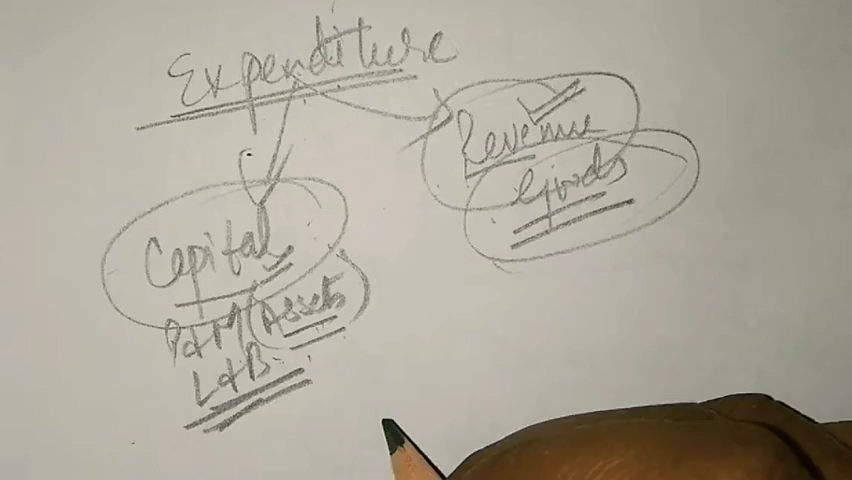 Expenditure
Revenue
Goods
Capital
P+M Assets
L+B